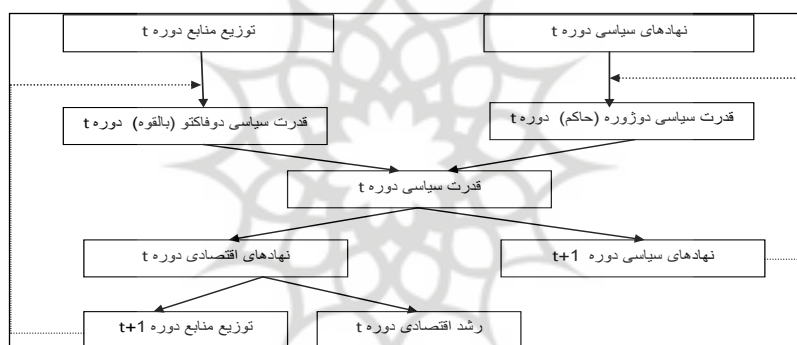 نهادهای سیاسی دوره t
توزیع منابع دوره t
قدرت سیاسی دوژوره (حاکم) دوره t
قدرت سیاسی دوفاکتو (بالقوه) دوره t
قدرت سیاسی دوره t
نهادهای سیاسی دوره t+1
نهادهای اقتصادی دوره t
رشد اقتصادی دوره t
توزیع منابع دوره t+1